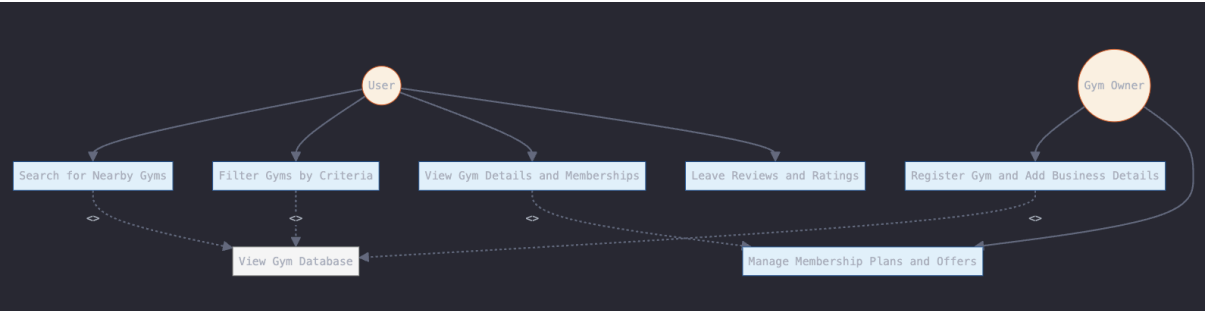 User
Gym Owner
Search for Nearby Gyms
Filter Gyms by Criteria
View Gym Details and Memberships
Leave Reviews and Ratings
Register Gym and Add Business Details
<>
<>
<>
<>
View Gym Database
Manage Membership Plans and Offers